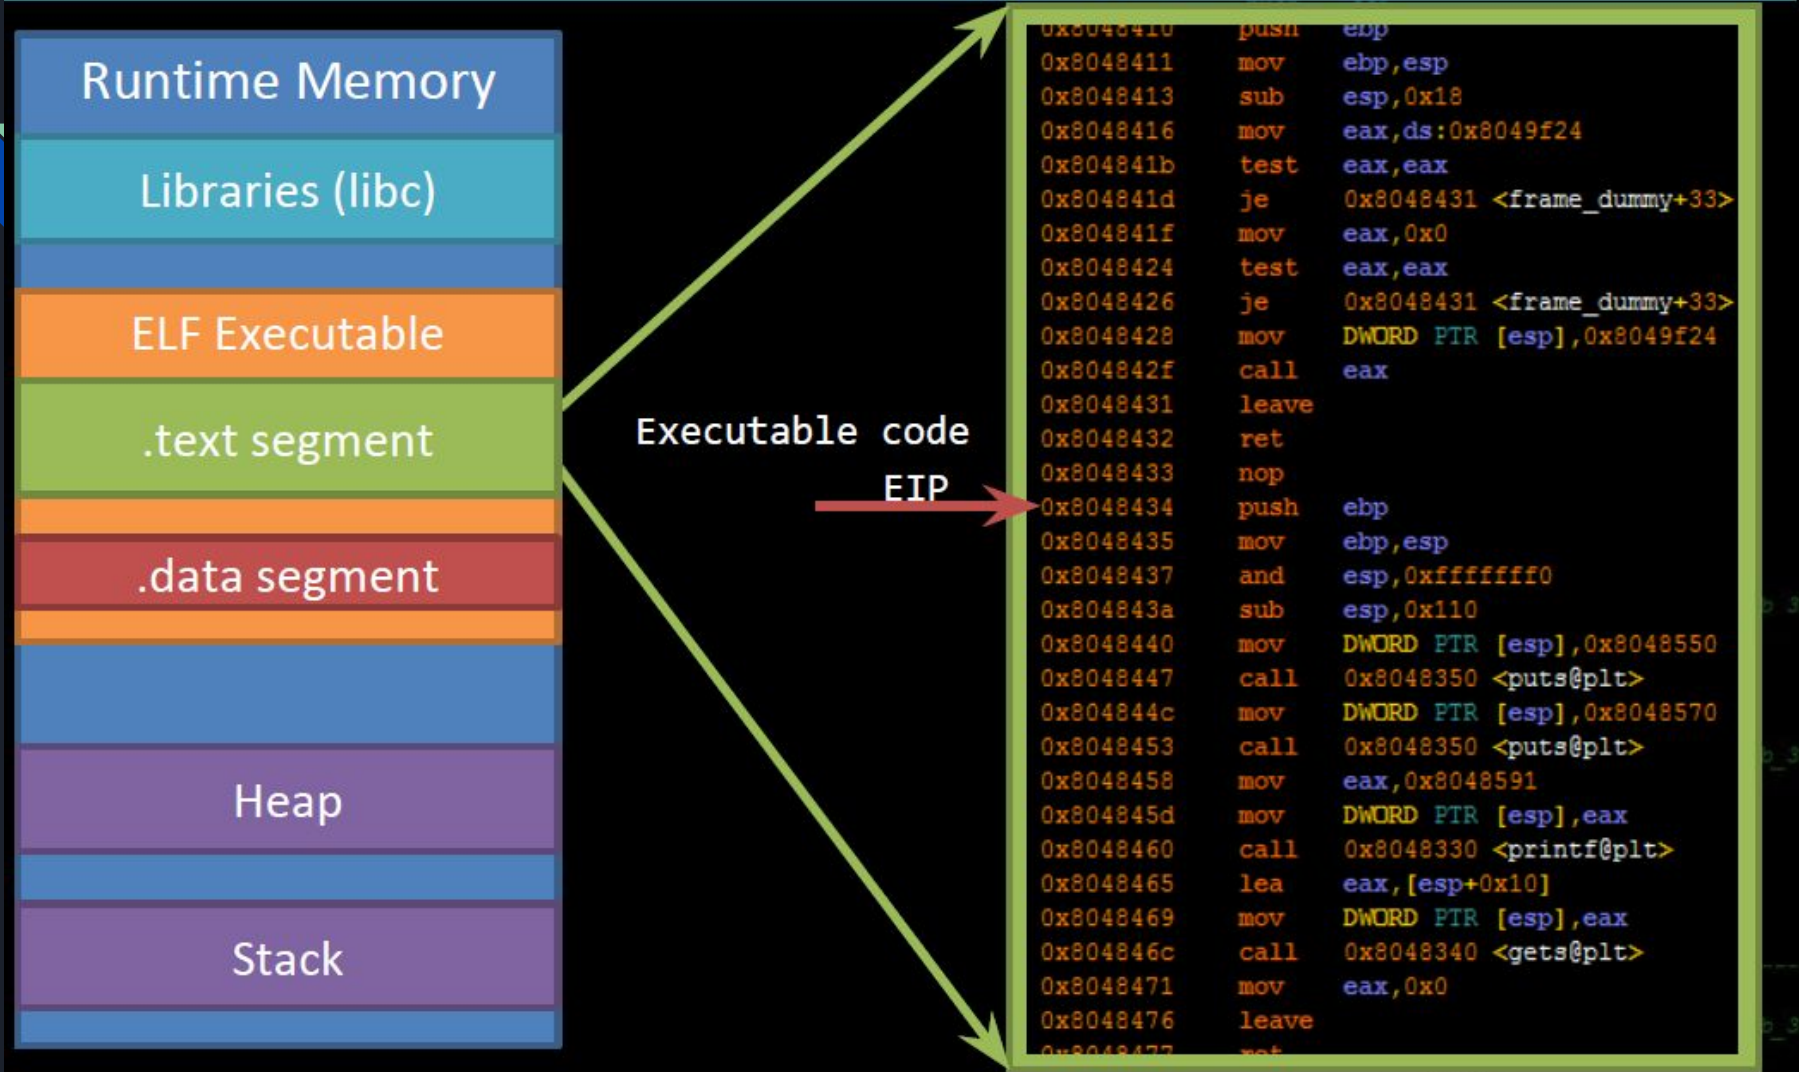 Runtime Memory
Libraries (libc)
ELF Executable
.text segment
.data segment
Heap
Stack
Executable code
EIP
0x8048410 push ebp
0x8048411 mov ebp,esp
0x8048413 sub esp,0x18
0x8048416 mov eax,ds:0x8049f24
0x804841b test eax,eax
0x804841d je 0x8048431 <frame_dummy+33>
0x804841f mov eax,0x0
0x8048424 test eax,eax
0x8048426 je 0x8048431 <frame_dummy+33>
0x8048428 mov DWORD PTR [esp],0x8049f24
0x804842f call eax
0x8048431 leave
0x8048432 ret
0x8048433 nop
0x8048434 push ebp
0x8048435 mov ebp,esp
0x8048437 and esp,0xfffffff0
0x804843a sub esp,0x110
0x8048440 mov DWORD PTR [esp],0x8048550
0x8048447 call 0x8048350 <puts@plt>
0x804844c mov DWORD PTR [esp],0x8048570
0x8048453 call 0x8048350 <puts@plt>
0x8048458 mov eax,0x8048591
0x804845d mov DWORD PTR [esp],eax
0x8048460 call 0x8048330 <printf@plt>
0x8048465 lea eax,[esp+0x10]
0x8048469 mov DWORD PTR [esp],eax
0x804846c call 0x8048340 <gets@plt>
0x8048471 mov eax,0x0
0x8048476 leave
0x8048477 ret